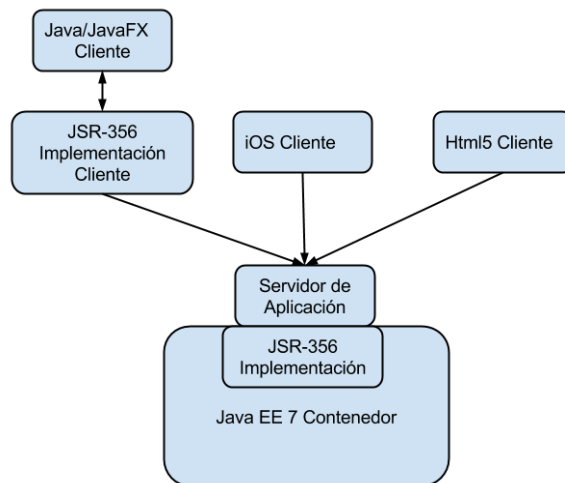 Java/JavaFX
Cliente
JSR-356
Implementación
Cliente
iOS Cliente
Html5 Cliente
Servidor de
Aplicación
JSR-356
Implementación
Java EE 7 Contenedor